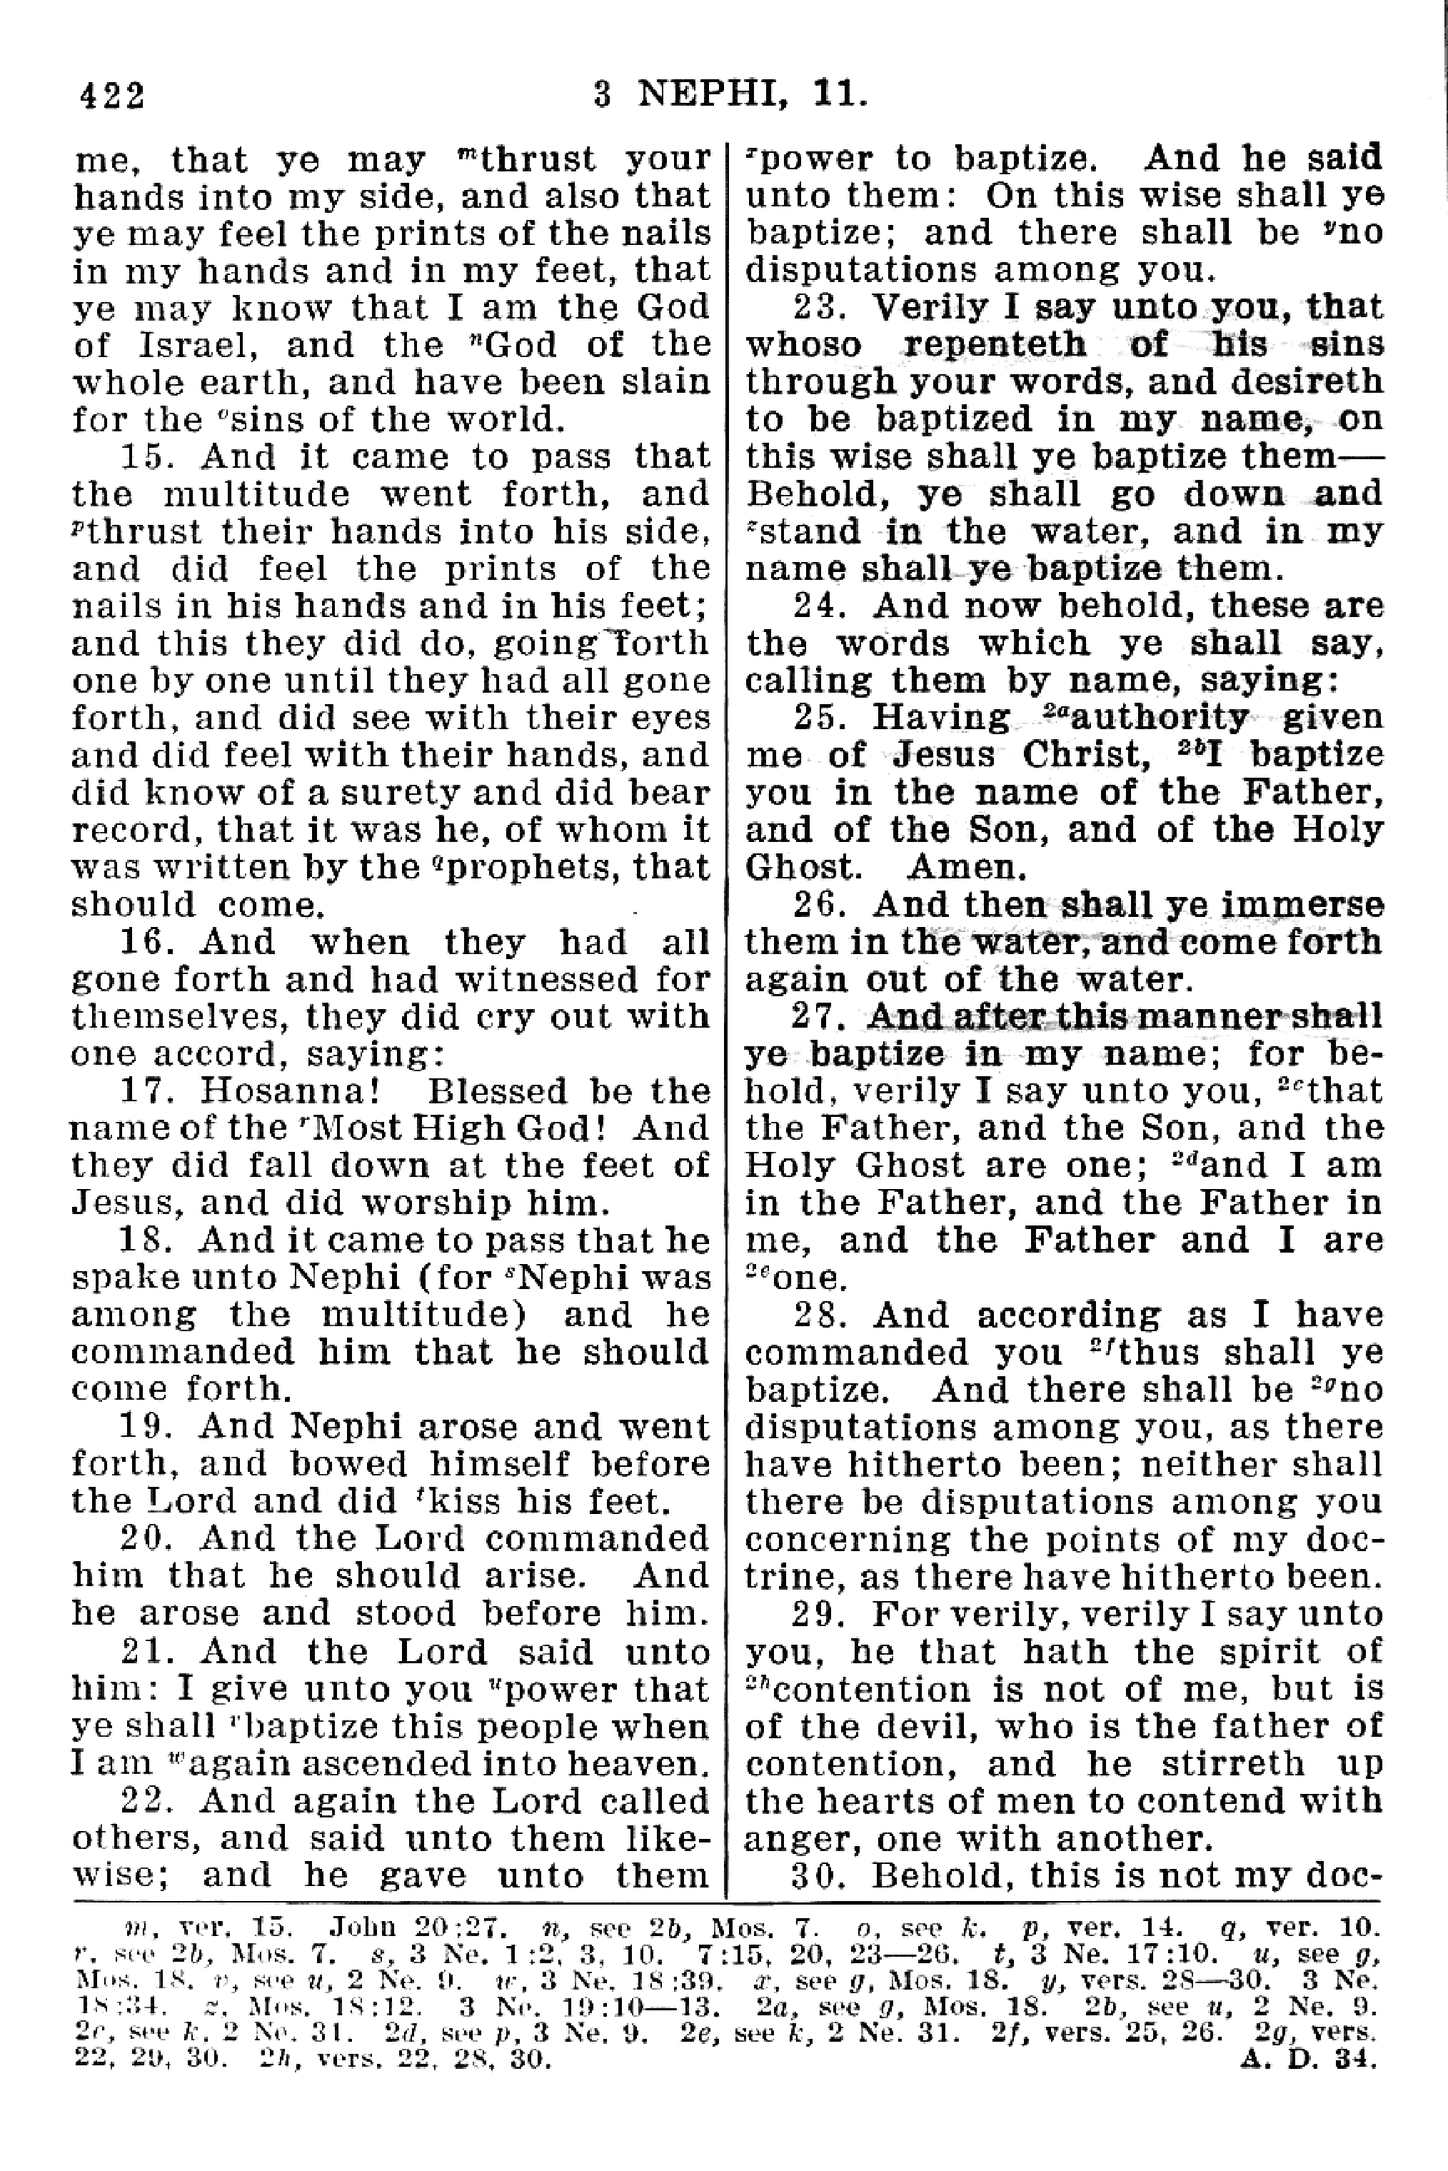 422
3 NEPHI, 11.
me, that ye may mthrust your
hands into my side, and also that
ye may feel the prints of the nails
in my hands and in my feet, that
ye may know that I am the God
of Israel, and the nGod of the
whole earth, and have been slain
for the osins of the world.
15. And it came to pass that
the multitude went forth, and
pthrust their hands into his side,
and did feel the prints of the
nails in his hands and in his feet;
and this they did do, going forth
one by one until they had all gone
forth, and did see with their eyes
and did feel with their hands, and
did know of a surety and did bear
record, that it was he, of whom it
was written by the qprophets, that
should come.
16. And when they had all
gone forth and had witnessed for
themselves, they did cry out with
one accord, saying:
17. Hosanna! Blessed be the
name of the rMost High God! And
they did fall down at the feet of
Jesus, and did worship him.
18. And it came to pass that he
spake unto Nephi (for sNephi was
among the multitude) and he
commanded him that he should
come forth.
19. And Nephi arose and went
forth, and bowed himself before
the Lord and did tkiss his feet.
20. And the Lord commanded
him that he should arise. And
he arose and stood before him.
21. And the Lord said unto
him: I give unto you upower that
ye shall vbaptize this people when
I am wagain ascended into heaven.
22. And again the Lord called
others, and said unto them like-
wise; and he gave unto them
xpower to baptize. And he said
unto them: On this wise shall ye
baptize; and there shall be yno
disputations among you.
23. Verily I say unto you, that
whoso repenteth of his sins
through your words, and desireth
to be baptized in my name, on
this wise shall ye baptize them—
Behold, ye shall go down and
zstand in the water, and in my
name shall ye baptize them.
24. And now behold, these are
the words which ye shall say,
calling them by name, saying:
25. Having 2aauthority given
me of Jesus Christ, 2bI baptize
you in the name of the Father,
and of the Son, and of the Holy
Ghost. Amen.
26. And then shall ye immerse
them in the water, and come forth
again out of the water.
27. And after this manner shall
ye baptize in my name; for be-
hold, verily I say unto you, 2cthat
the Father, and the Son, and the
Holy Ghost are one; 2dand I am
in the Father, and the Father in
me, and the Father and I are
2eone.
28. And according as I have
commanded you 2fthus shall ye
baptize. And there shall be 2gno
disputations among you, as there
have hitherto been; neither shall
there be disputations among you
concerning the points of my doc-
trine, as there have hitherto been.
29. For verily, verily I say unto
you, he that hath the spirit of
2hcontention is not of me, but is
of the devil, who is the father of
contention, and he stirreth up
the hearts of men to contend with
anger, one with another.
30. Behold, this is not my doc-
m, ver. 15. John 20:27. n, see 2b, Mos. 7. o, see k. p, ver. 14. q, ver. 10.
r, see 2b, Mos. 7. s, 3 Ne. 1:2, 3, 10. 7:15, 20, 23—26. t, 3 Ne. 17:10. u, see g,
Mos. 18. v, see u, 2 Ne. 9. w, 3 Ne. 18:39. x, see g, Mos. 18. y, vers. 28—30. 3 Ne.
18:34. z, Mos. 18:12. 3 Ne. 19:10—13. 2a, see g, Mos. 18. 2b, see u, 2 Ne. 9.
2c, see k, 2 Ne. 31. 2d, see p, 3 Ne. 9. 2e, see k, 2 Ne. 31. 2f, vers. 25, 26. 2g, vers.
22, 29, 30. 2h, vers. 22, 28, 30. A. D. 34.